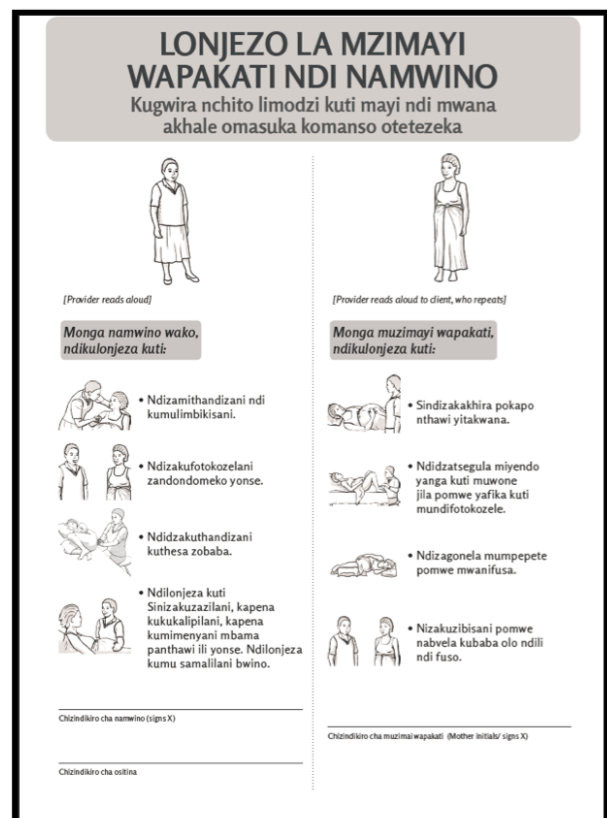 LONJEZO LA MZIMAYI
WAPAKATI NDI NAMWINO
Kugwira nchito limodzi kuti mayi ndi mwana
akhale omasuka komanso otetezeka
[Provider reads aloud]
Monga namwino wako,
ndikulonjeza kuti:
• Ndizamithandizani ndi
kumulimbikisani.
• Ndizakufotokozelani
zandondomeko yonse.
• Ndidzakuthandizani
kuthesa zobaba.
• Ndilonjeza kuti
Sinizakuzazilani, kapena
kukukalipilani, kapena
kumimenyani mbama
panthawi ili yonse. Ndilonjeza
kumu samalilani bwino.
Chizindikiro cha namwino (signs X)
Chizindikiro cha ositina
[Provider reads aloud to client, who repeats]
Monga muzimayi wapakati,
ndikulonjeza kuti:
• Sindizakakhira pokapo
nthawi yitakwana.
• Ndidzatsegula miyendo
yanga kuti muwone
jila pomwe yafika kuti
mundifotokozele.
• Ndizagonela mumpepete
pomwe mwanifusa.
• Nizakuzibisani pomwe
nabvela kubaba olo ndili
ndi fuso.
Chizindikiro cha muzimai wapakati (Mother initials/ signs X)